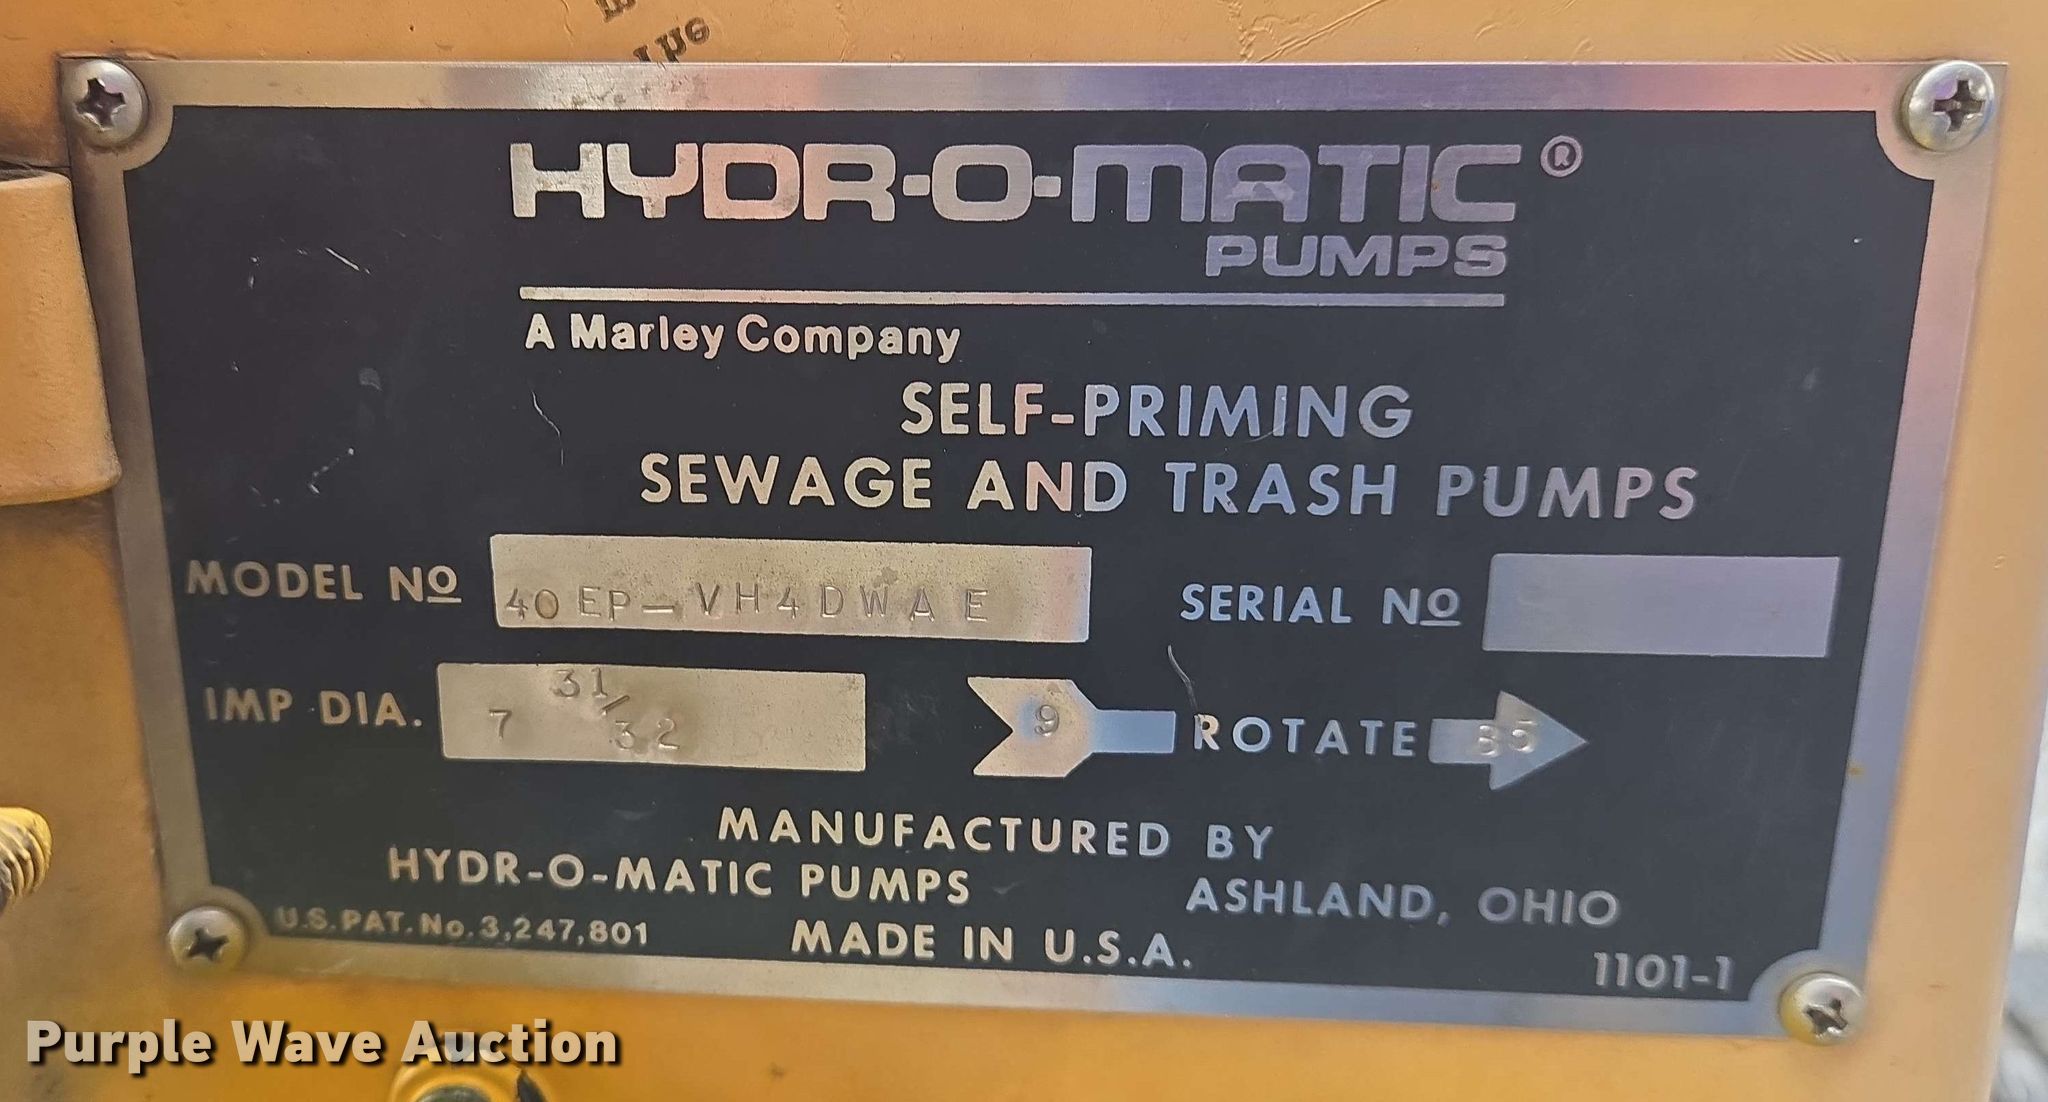 HYDR-O-MATIC®
PUMPS
A Marley Company
SELF-PRIMING
SEWAGE AND TRASH PUMPS
MODEL No 40EP-VH4DWAE SERIAL No
IMP DIA. 7 31/32 9 ROTATE 85
MANUFACTURED BY
HYDR-O-MATIC PUMPS ASHLAND, OHIO
U.S. PAT. No. 3,247,801 MADE IN U.S.A. 1101-1
Purple Wave Auction